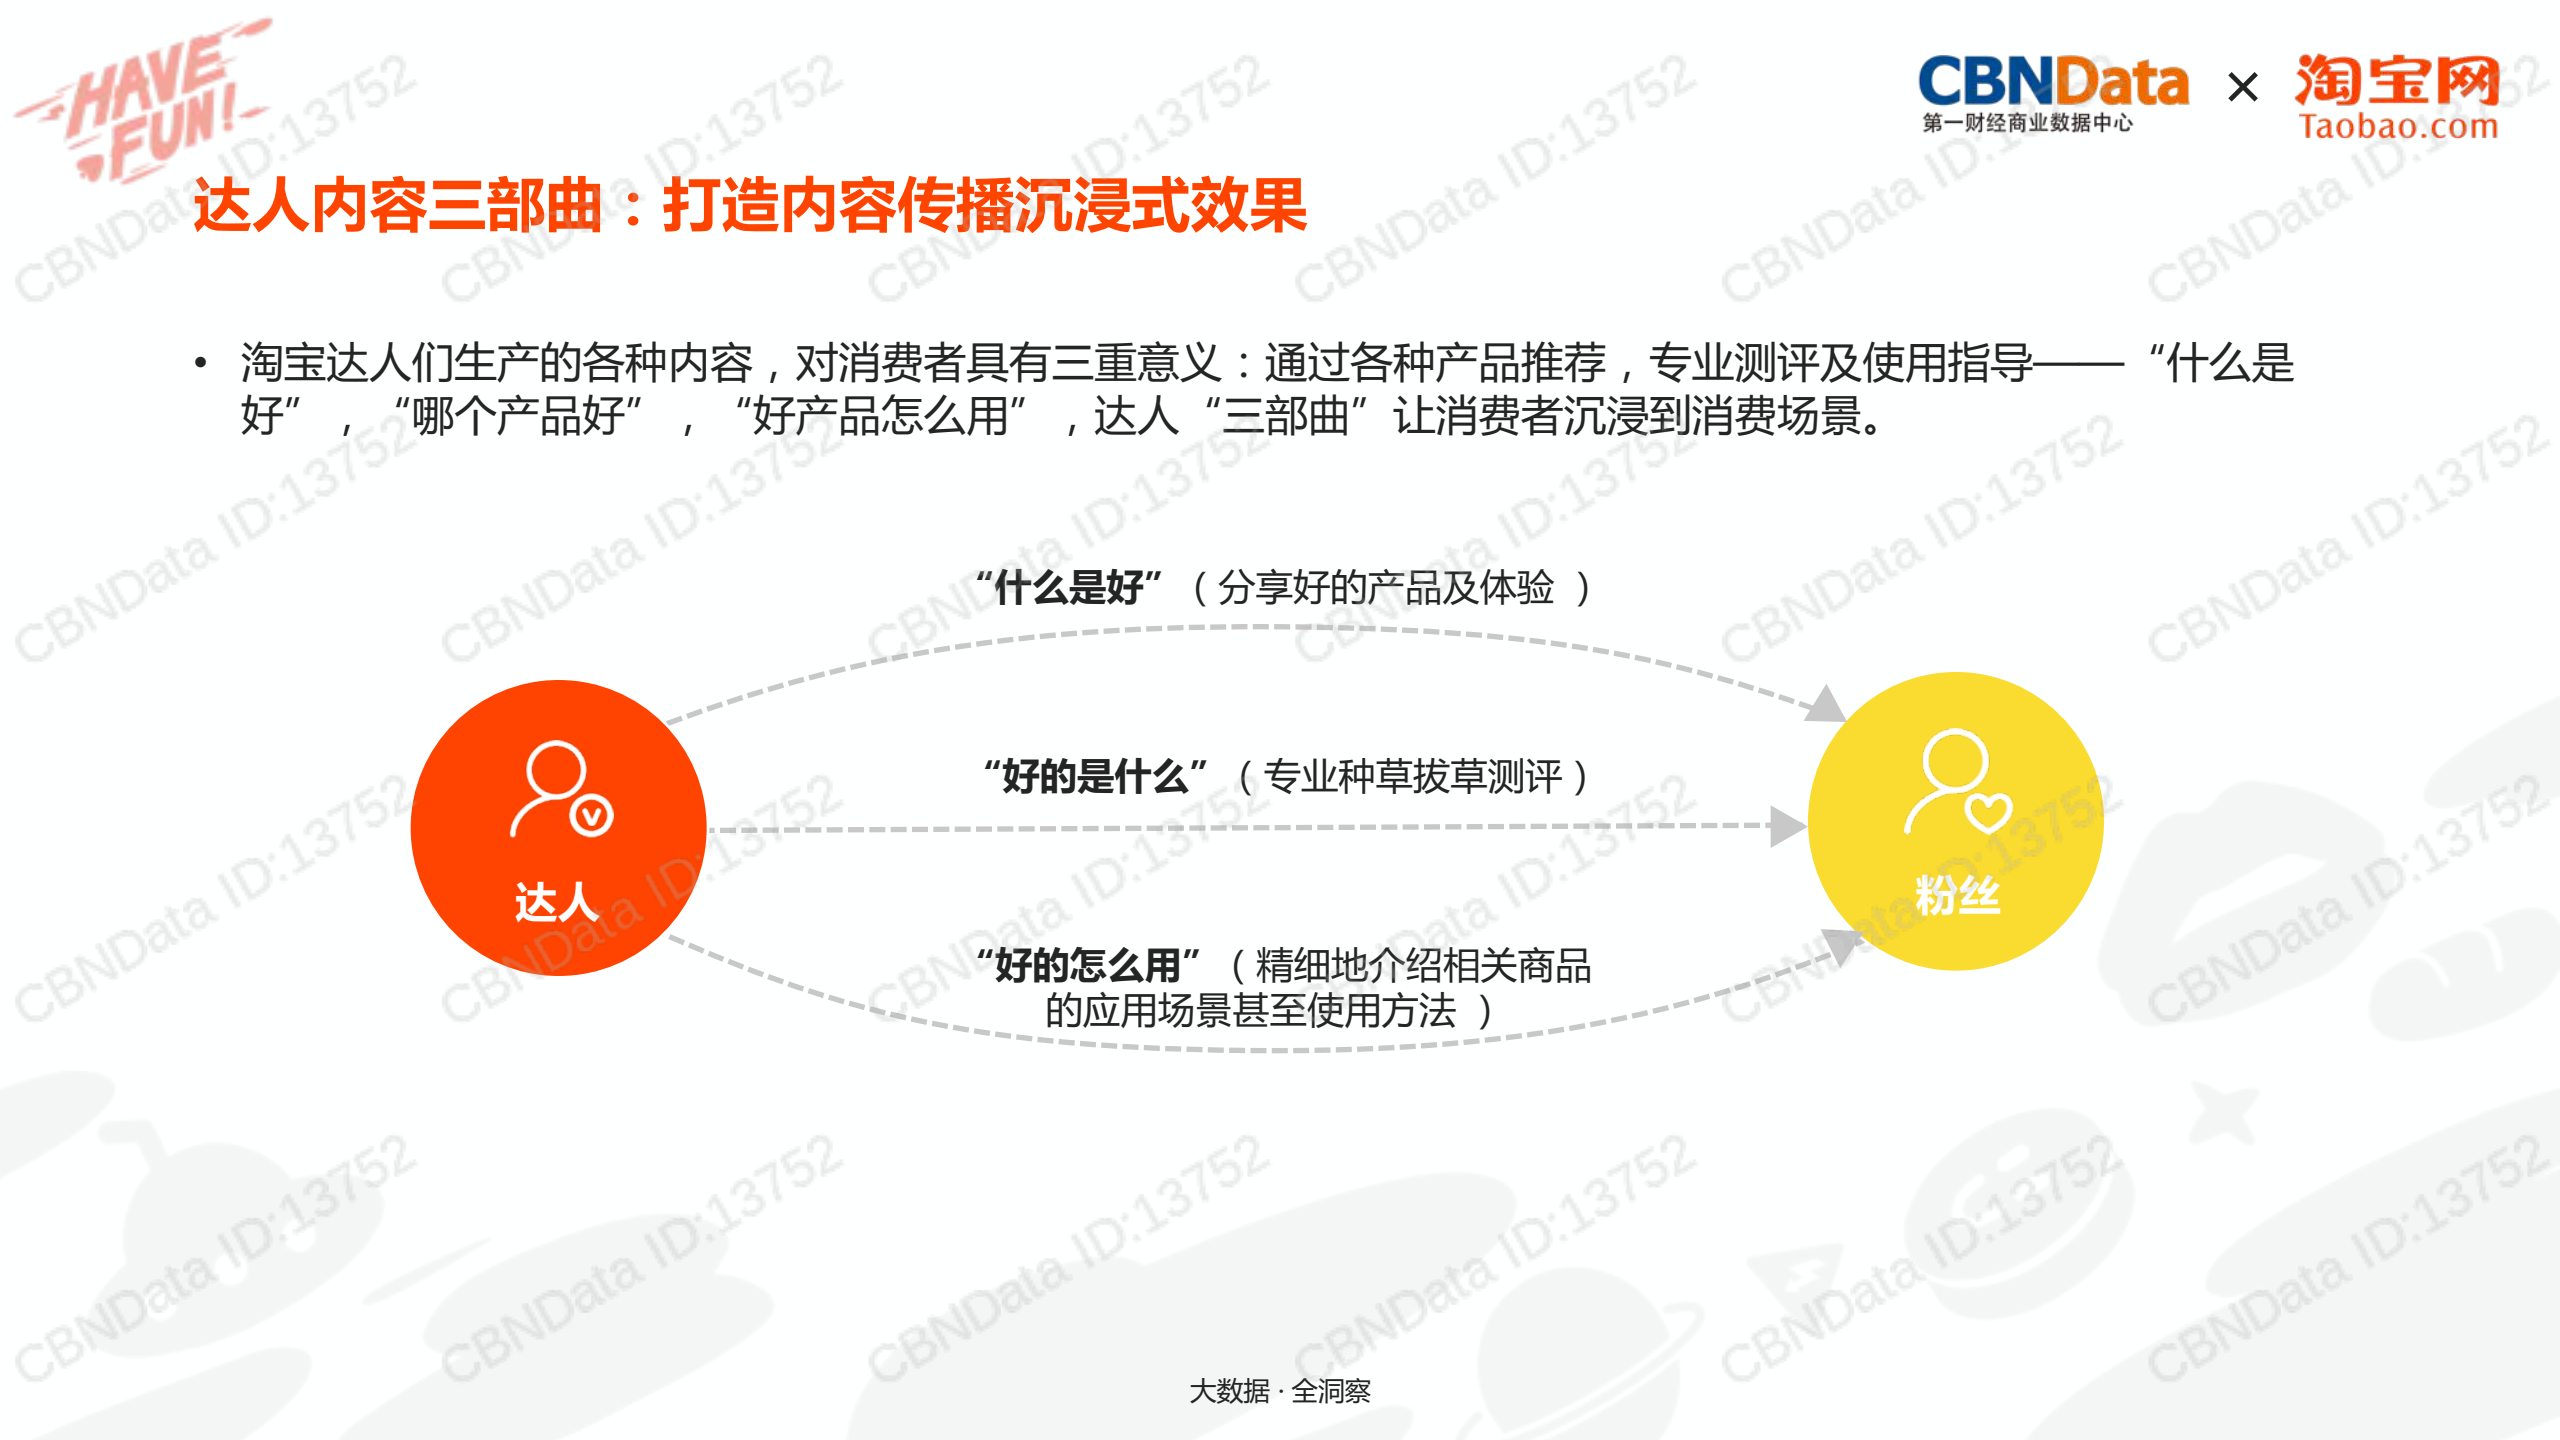 HAVE
FUN!
CBNData × 淘宝网
第一财经商业数据中心 Taobao.com
达人内容三部曲：打造内容传播沉浸式效果
• 淘宝达人们生产的各种内容，对消费者具有三重意义：通过各种产品推荐，专业测评及使用指导——“什么是
好”，“哪个产品好”，“好产品怎么用”，达人“三部曲”让消费者沉浸到消费场景。
“什么是好”（分享好的产品及体验 ）
“好的是什么”（专业种草拔草测评）
达人
粉丝
“好的怎么用”（精细地介绍相关商品
的应用场景甚至使用方法 ）
大数据 · 全洞察
CBNData ID:13752